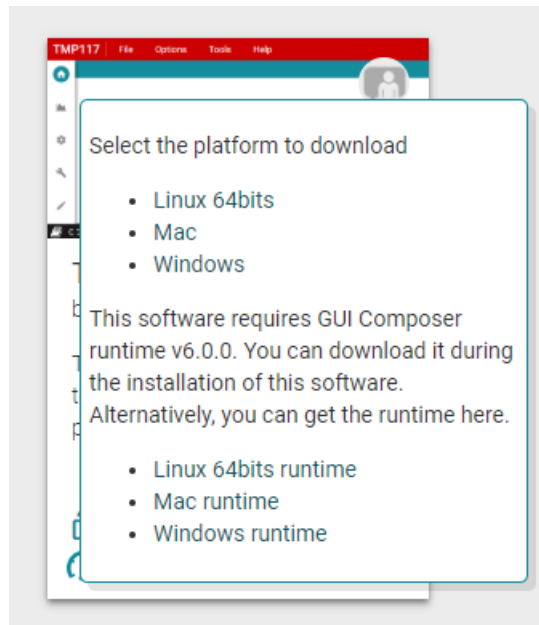 TMP117 File Options Tools Help
Select the platform to download
Linux 64bits
Mac
Windows
This software requires GUI Composer
runtime v6.0.0. You can download it during
the installation of this software.
Alternatively, you can get the runtime here.
Linux 64bits runtime
Mac runtime
Windows runtime